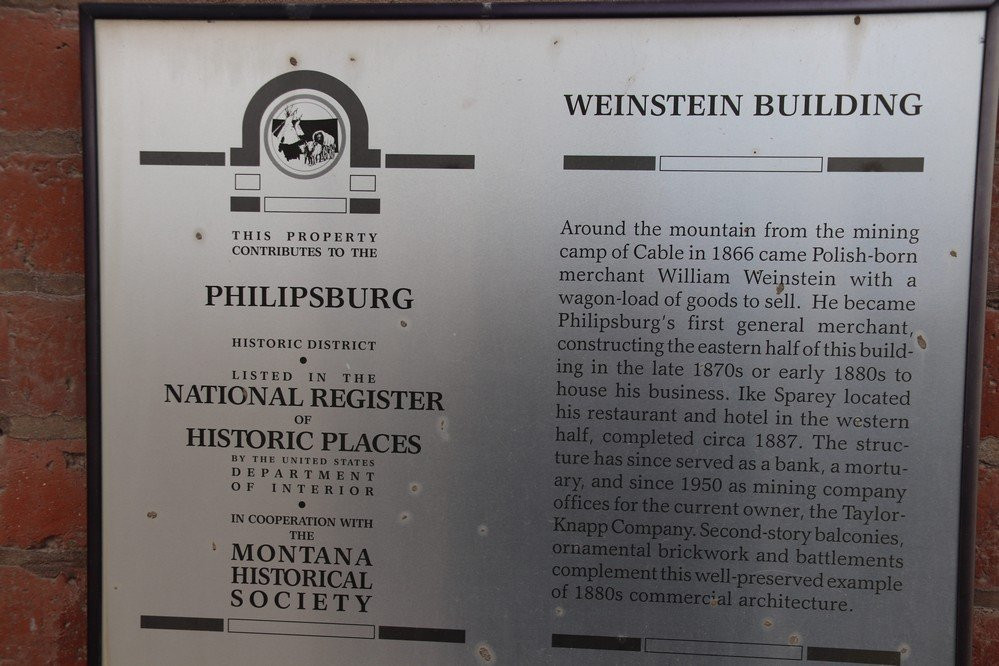 THIS PROPERTY
CONTRIBUTES TO THE
PHILIPSBURG
HISTORIC DISTRICT
LISTED IN THE
NATIONAL REGISTER
OF
HISTORIC PLACES
BY THE UNITED STATES
DEPARTMENT
OF INTERIOR
IN COOPERATION WITH
THE
MONTANA
HISTORICAL
SOCIETY
WEINSTEIN BUILDING
Around the mountain from the mining
camp of Cable in 1866 came Polish-born
merchant William Weinstein with a
wagon-load of goods to sell. He became
Philipsburg's first general merchant,
constructing the eastern half of this build-
ing in the late 1870s or early 1880s to
house his business. Ike Sparey located
his restaurant and hotel in the western
half, completed circa 1887. The struc-
ture has since served as a bank, a mortu-
ary, and since 1950 as mining company
offices for the current owner, the Taylor-
Knapp Company. Second-story balconies,
ornamental brickwork and battlements
complement this well-preserved example
of 1880s commercial architecture.